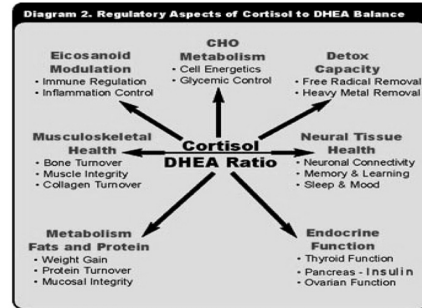 Diagram 2. Regulatory Aspects of Cortisol to DHEA Balance
Eicosanoid
Modulation
• Immune Regulation
• Inflammation Control
CHO
Metabolism
• Cell Energetics
• Glycemic Control
Detox
Capacity
• Free Radical Removal
• Heavy Metal Removal
Musculoskeletal
Health
• Bone Turnover
• Muscle Integrity
• Collagen Turnover
Cortisol
DHEA Ratio
Neural Tissue
Health
• Neuronal Connectivity
• Memory & Learning
• Sleep & Mood
Metabolism
Fats and Protein
• Weight Gain
• Protein Turnover
• Mucosal Integrity
Endocrine
Function
• Thyroid Function
• Pancreas - Insulin
• Ovarian Function